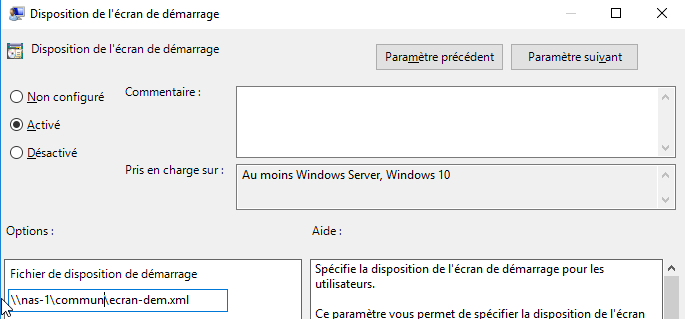 Disposition de l'écran de démarrage
Disposition de l'écran de démarrage
Paramètre précédent
Paramètre suivant
Non configuré
Commentaire :
Activé
Désactivé
Pris en charge sur :
Au moins Windows Server, Windows 10
Options :
Aide :
Fichier de disposition de démarrage
\\nas-1\commun\ecran-dem.xml
Spécifie la disposition de l'écran de démarrage pour les
utilisateurs.
Ce paramètre vous permet de spécifier la disposition de l'écran